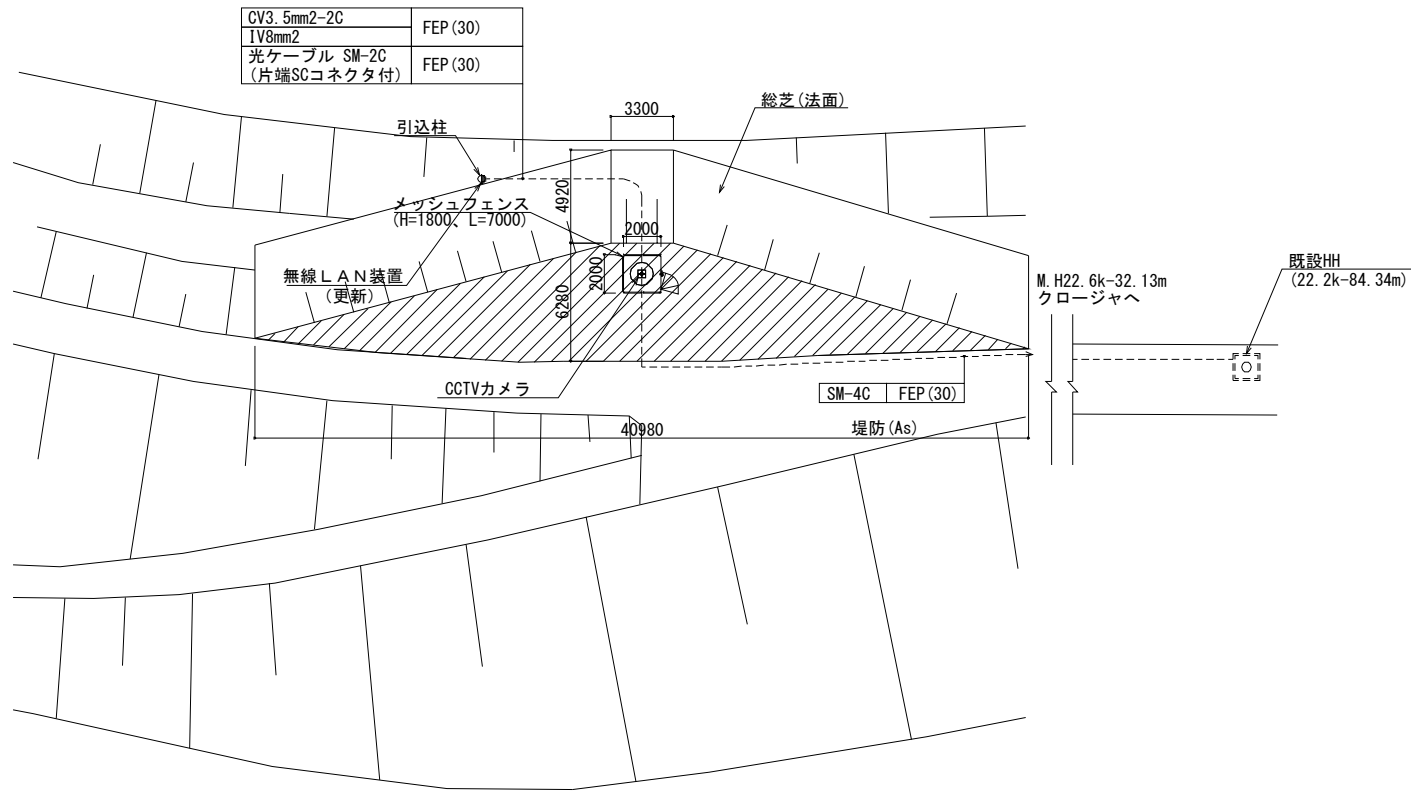 CV3.5mm2-2C
IV8mm2
FEP(30)
光ケーブル SM-2C
(片端SCコネクタ付)
FEP(30)
引込柱
3300
総芝(法面)
4920
メッシュフェンス
(H=1800、L=7000)
2000
2000
無線LAN装置
(更新)
6280
既設HH
(22.2k-84.34m)
M.H22.6k-32.13m
クロージャへ
CCTVカメラ
SM-4C FEP(30)
40980
堤防(As)